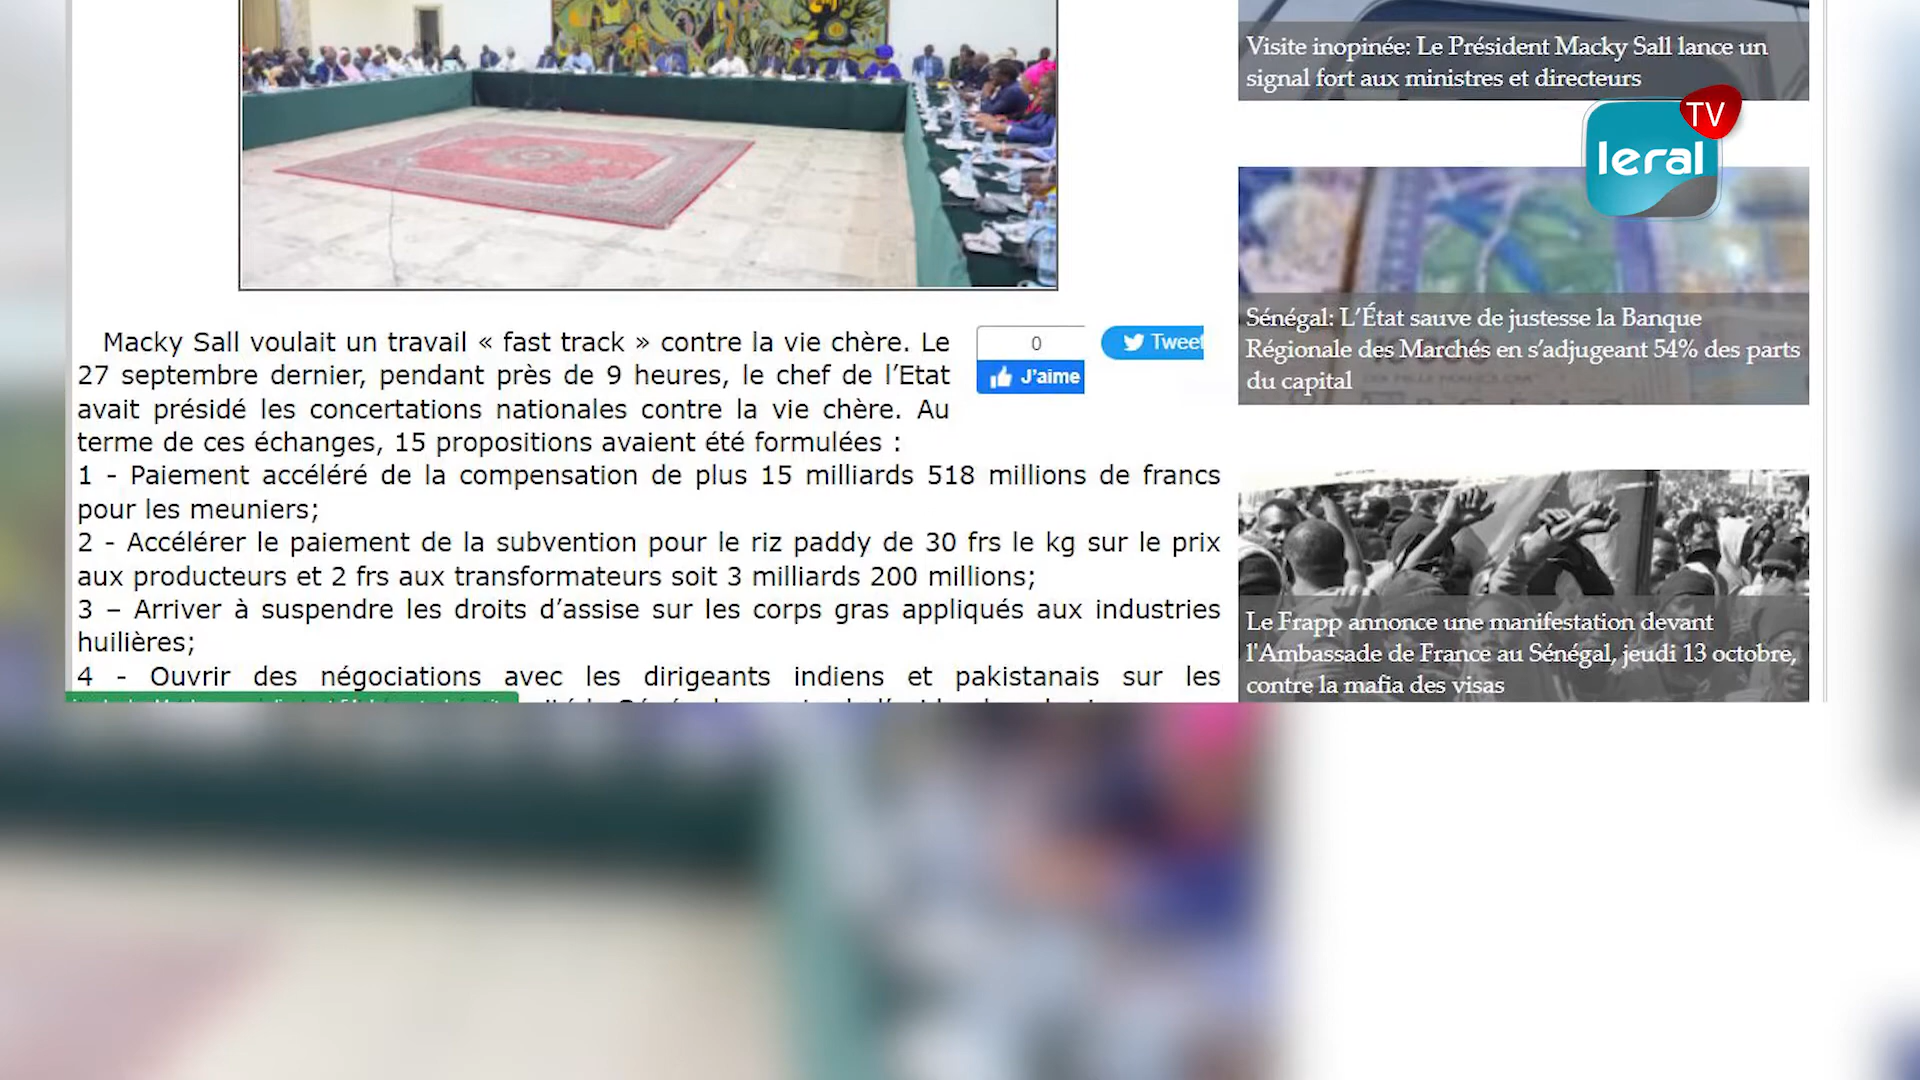 Macky Sall voulait un travail « fast track » contre la vie chère. Le
27 septembre dernier, pendant près de 9 heures, le chef de l’Etat
avait présidé les concertations nationales contre la vie chère. Au
terme de ces échanges, 15 propositions avaient été formulées :
1 - Paiement accéléré de la compensation de plus 15 milliards 518 millions de francs
pour les meuniers;
2 - Accélérer le paiement de la subvention pour le riz paddy de 30 frs le kg sur le prix
aux producteurs et 2 frs aux transformateurs soit 3 milliards 200 millions;
3 – Arriver à suspendre les droits d’assise sur les corps gras appliqués aux industries
huilières;
4 - Ouvrir des négociations avec les dirigeants indiens et pakistanais sur les
0
J’aime
Tweet
Visite inopinée: Le Président Macky Sall lance un
signal fort aux ministres et directeurs
TV
leral
Sénégal: L’État sauve de justesse la Banque
Régionale des Marchés en s’adjugeant 54% des parts
du capital
Le Frapp annonce une manifestation devant
l'Ambassade de France au Sénégal, jeudi 13 octobre,
contre la mafia des visas